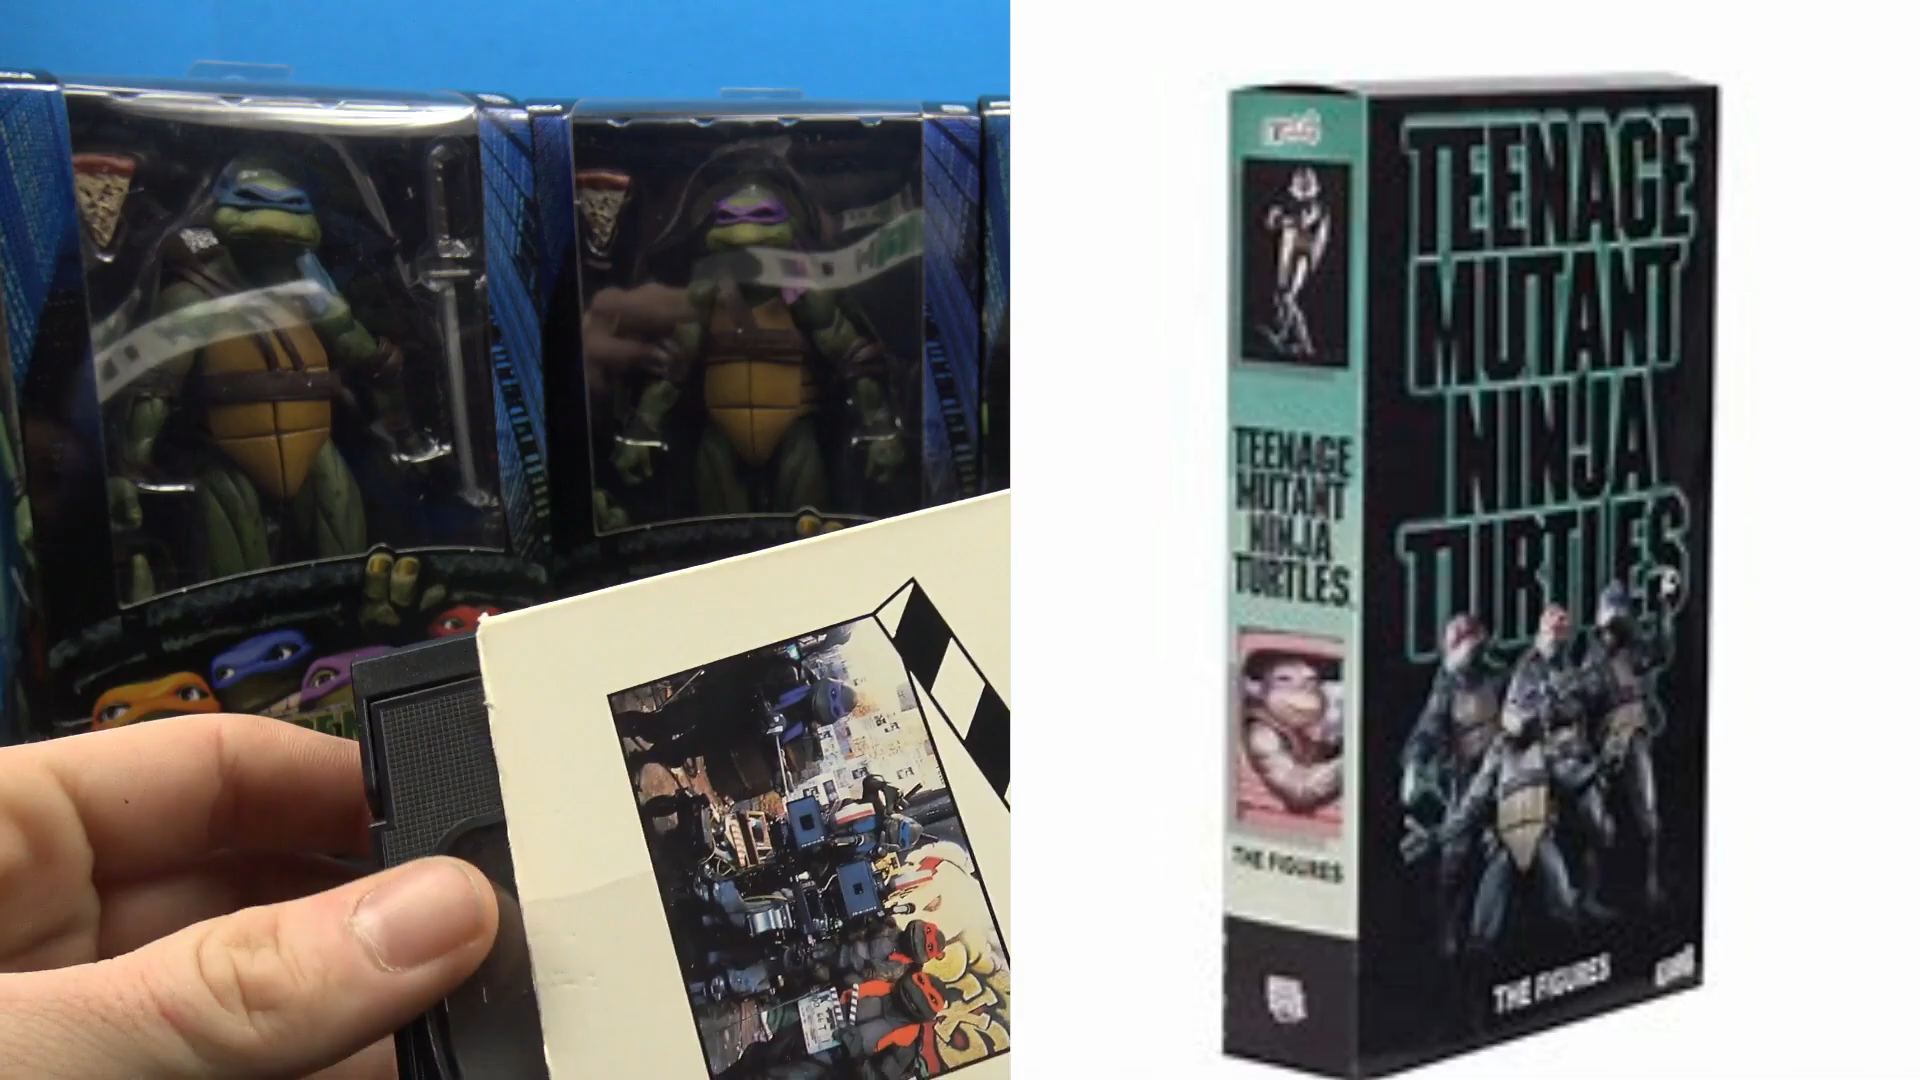 TEENAGE
MUTANT
NINJA
TURTLES
THE FIGURES
TEENAGE
MUTANT
NINJA
TURTLES
THE FIGURES